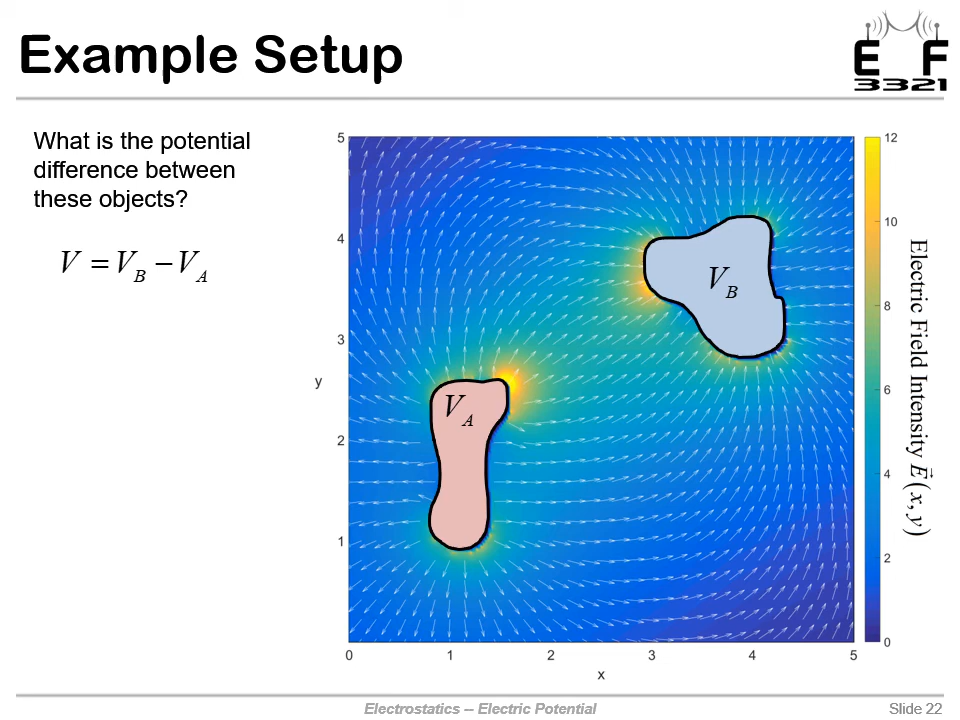 Example Setup
E F
3321
What is the potential
difference between
these objects?
V = V_B − V_A
5
4
3
2
1
y
0
1
2
3
4
5
x
V_A
V_B
12
10
8
6
4
2
0
Electric Field Intensity E⃗(x, y)
Electrostatics -- Electric Potential
Slide 22